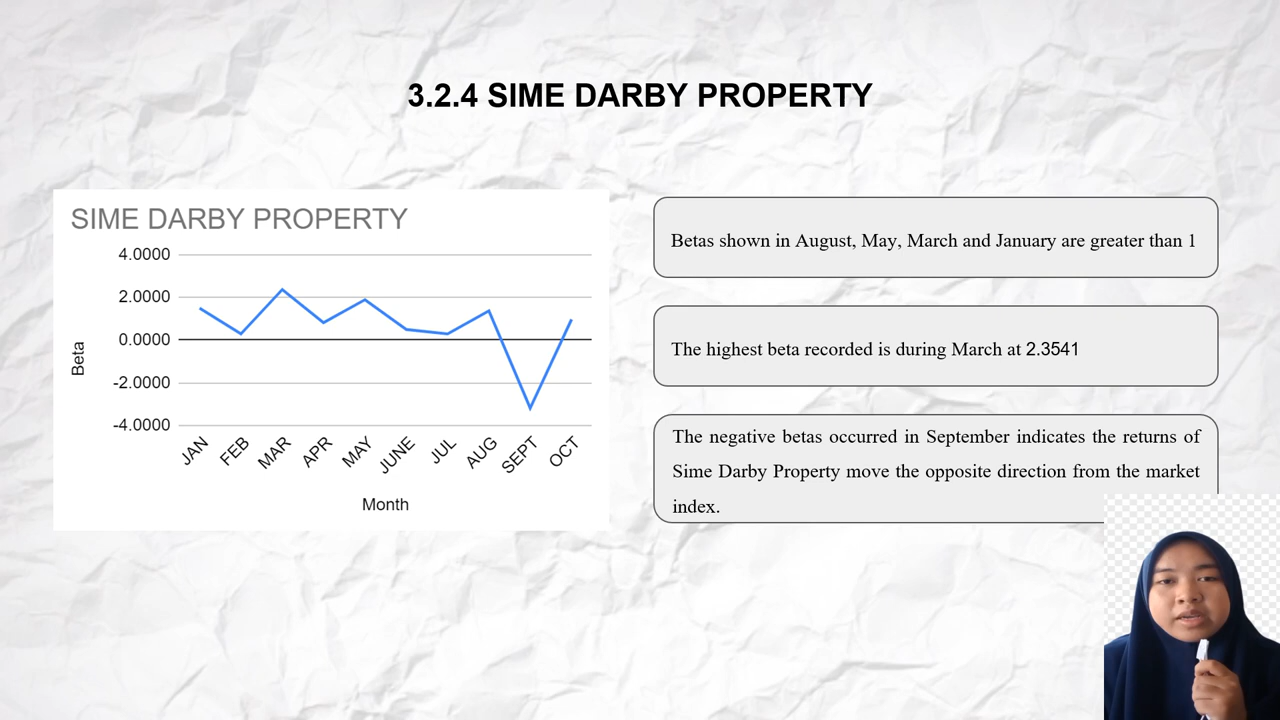 3.2.4 SIME DARBY PROPERTY
SIME DARBY PROPERTY
4.0000
2.0000
0.0000
-2.0000
-4.0000
Beta
JAN
FEB
MAR
APR
MAY
JUNE
JUL
AUG
SEPT
OCT
Month
Betas shown in August, May, March and January are greater than 1
The highest beta recorded is during March at 2.3541
The negative betas occurred in September indicates the returns of
Sime Darby Property move the opposite direction from the market
index.